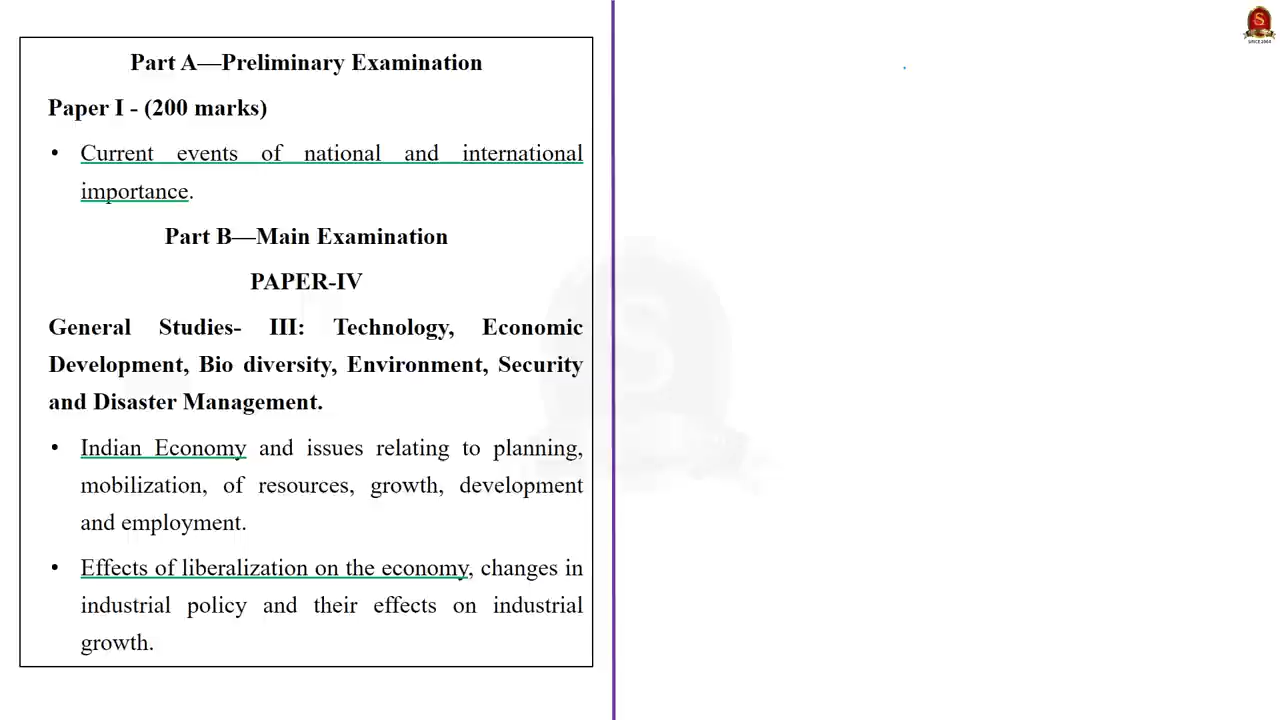 Part A—Preliminary Examination
Paper I - (200 marks)
• Current events of national and international
importance.
Part B—Main Examination
PAPER-IV
General Studies- III: Technology, Economic
Development, Bio diversity, Environment, Security
and Disaster Management.
• Indian Economy and issues relating to planning,
mobilization, of resources, growth, development
and employment.
• Effects of liberalization on the economy, changes in
industrial policy and their effects on industrial
growth.
S
SINCE 2004